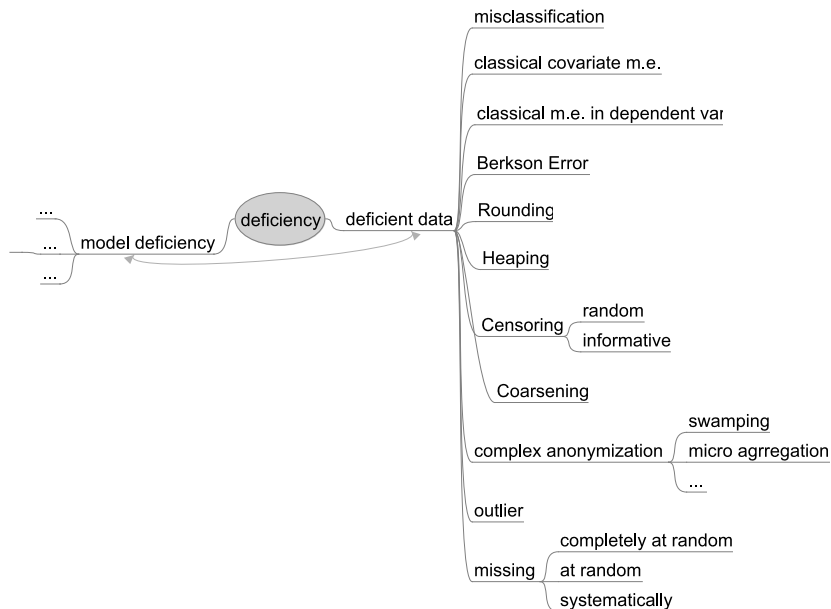 misclassification
classical covariate m.e.
classical m.e. in dependent var
Berkson Error
deficiency
deficient data
Rounding
...
model deficiency
...
Heaping
...
random
Censoring
informative
Coarsening
swamping
complex anonymization
micro agrregation
...
outlier
completely at random
missing
at random
systematically